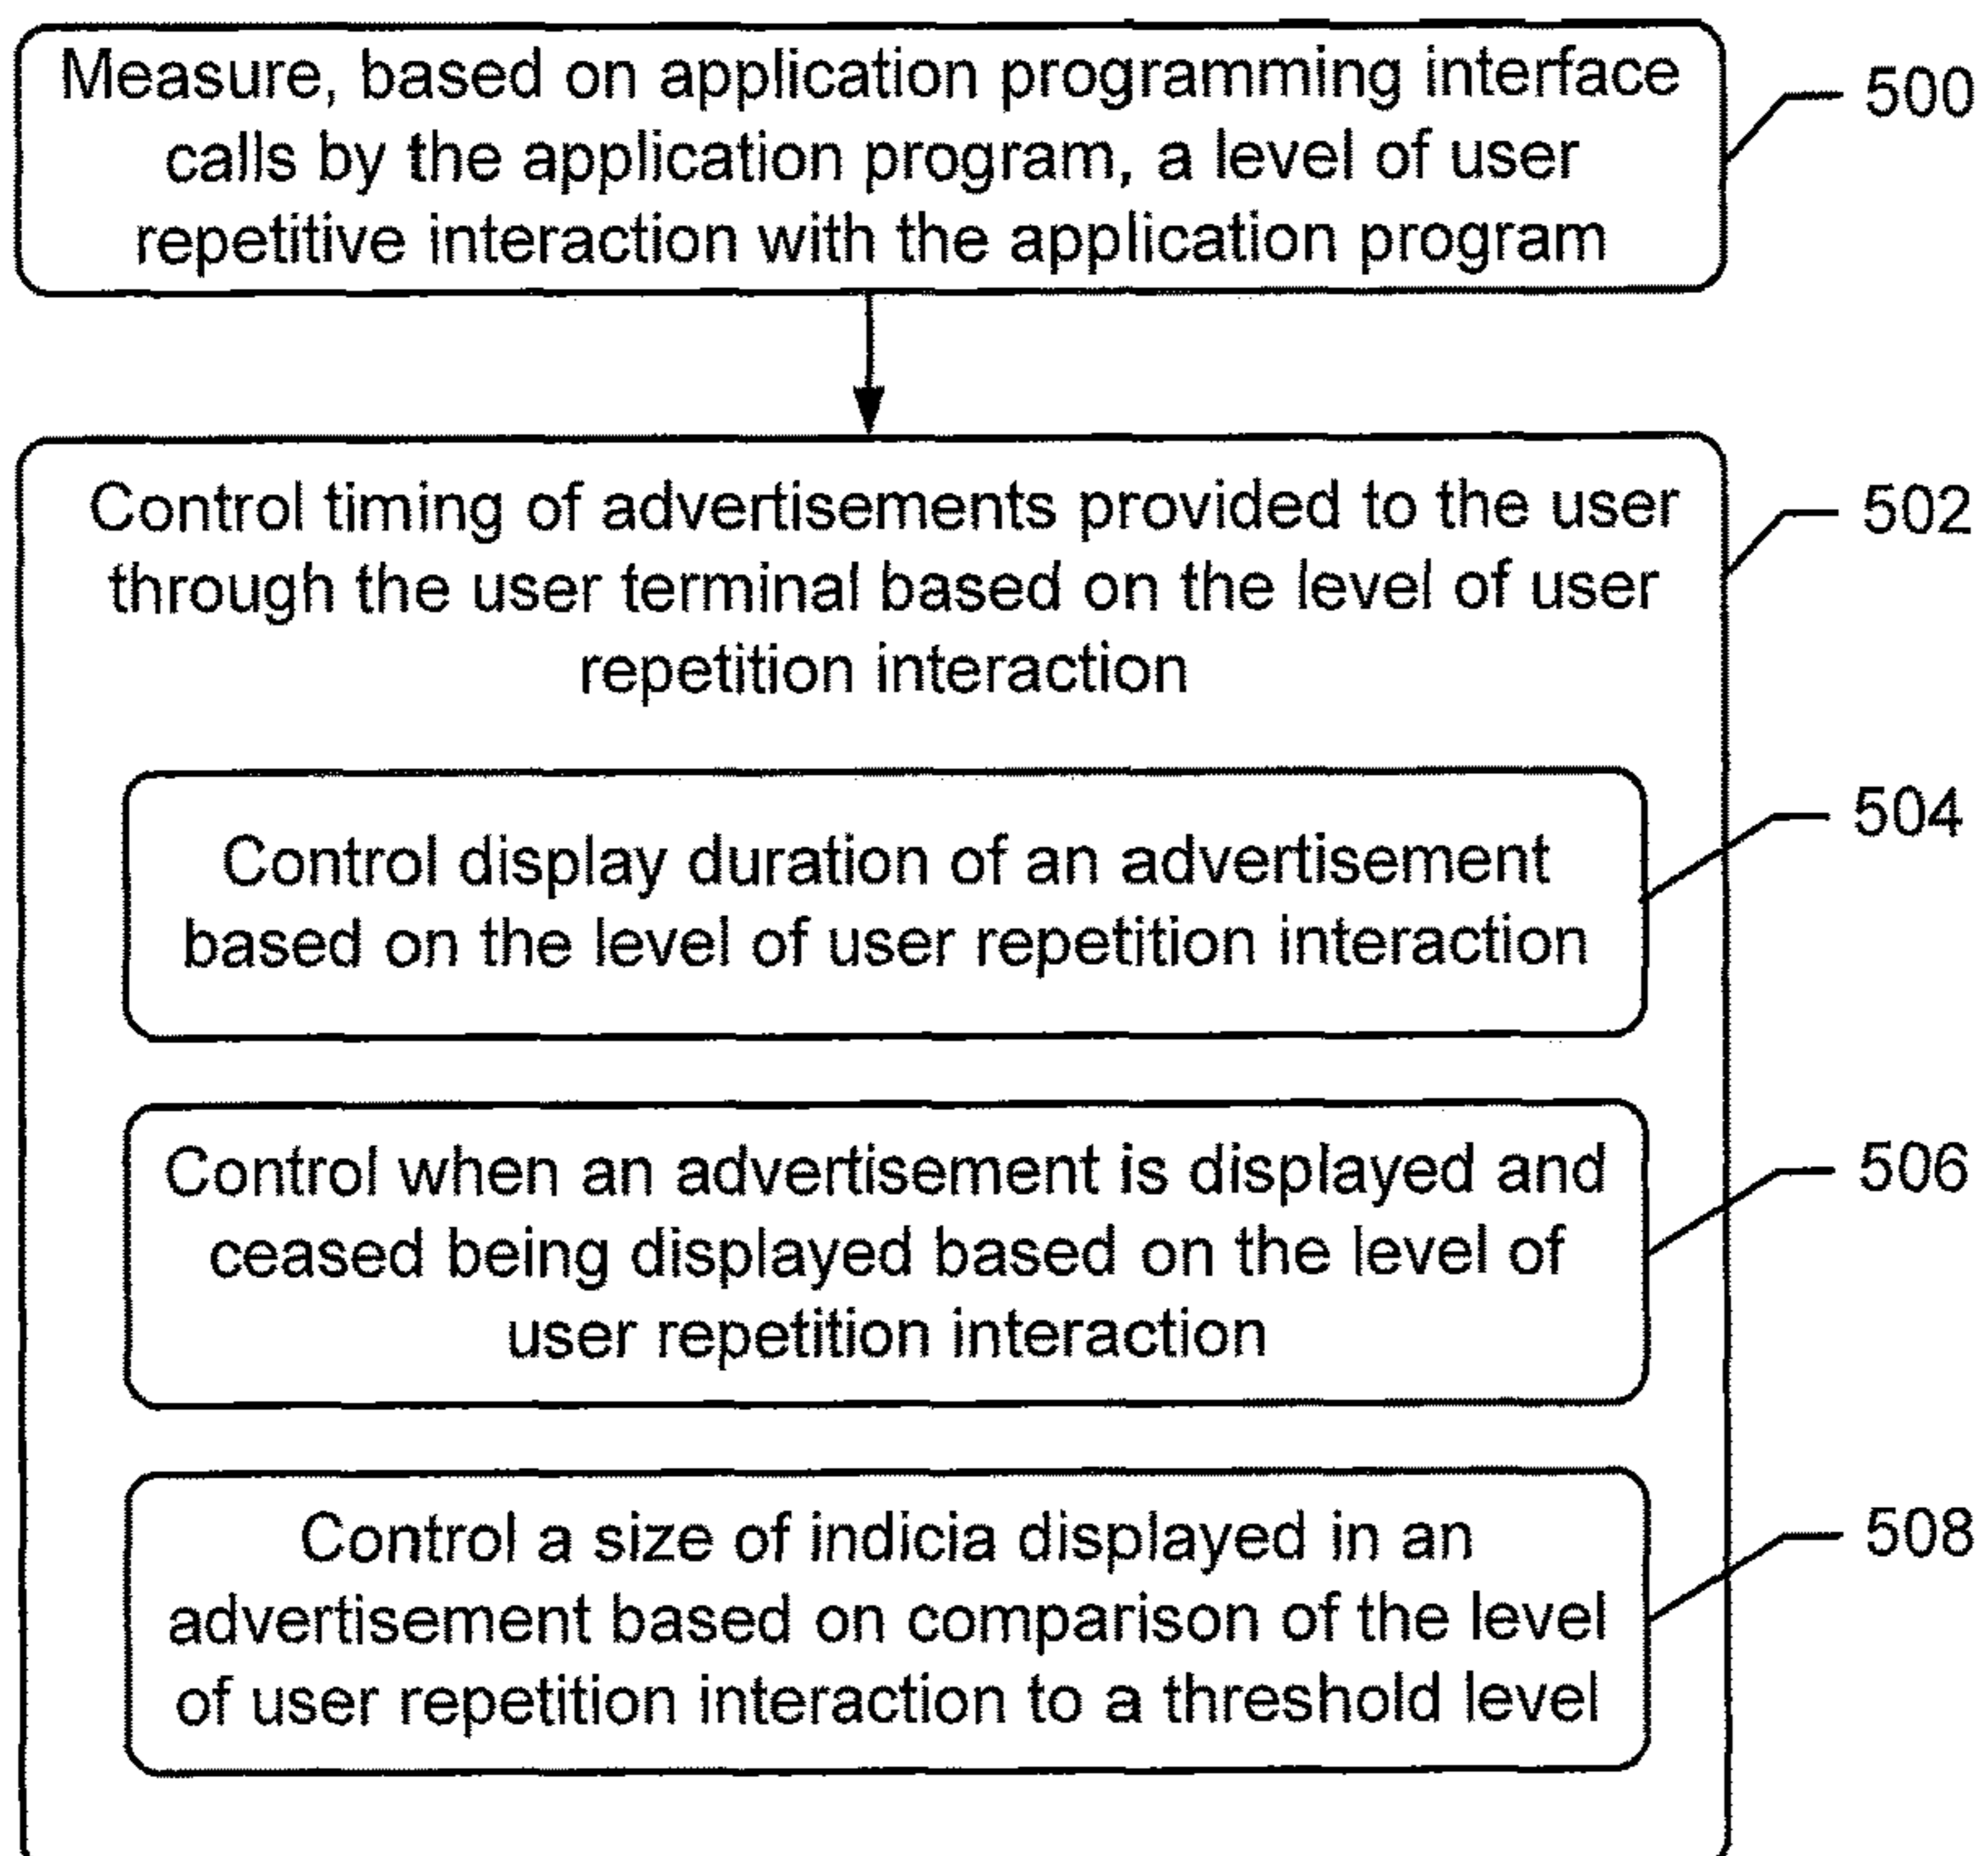 Measure, based on application programming interface
calls by the application program, a level of user
repetitive interaction with the application program
500
Control timing of advertisements provided to the user
through the user terminal based on the level of user
repetition interaction
502
Control display duration of an advertisement
based on the level of user repetition interaction
504
Control when an advertisement is displayed and
ceased being displayed based on the level of
user repetition interaction
506
Control a size of indicia displayed in an
advertisement based on comparison of the level
of user repetition interaction to a threshold level
508